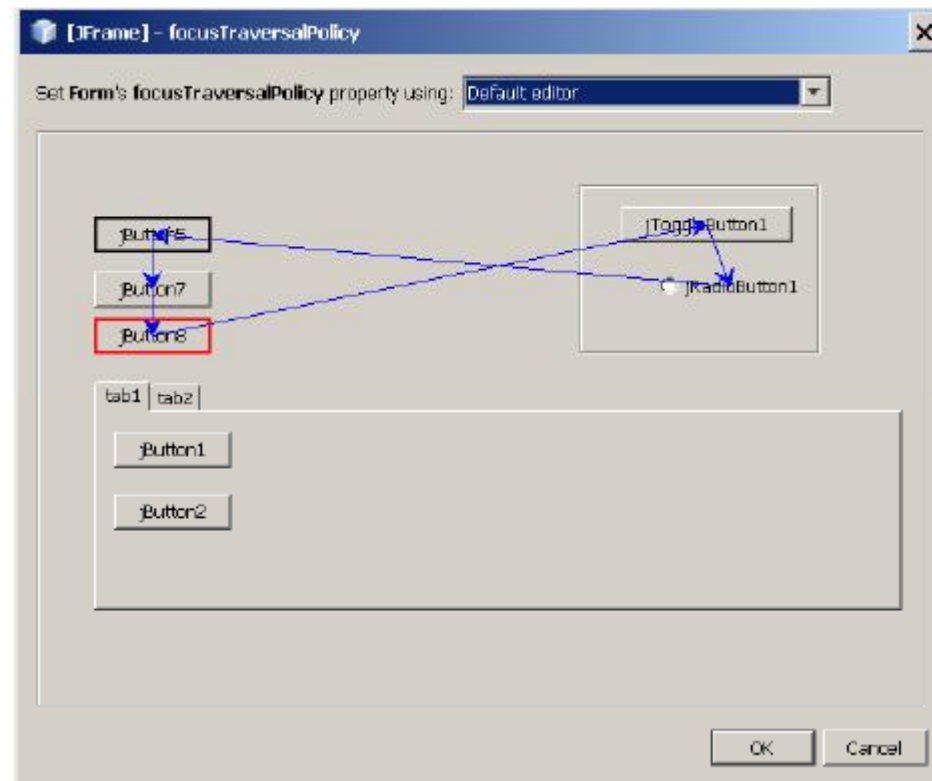 [JFrame] - focusTraversalPolicy
Set Form's focusTraversalPolicy property using: Default editor
jButton5
jToggleButton1
jButton7
jRadioButton1
jButton8
tab1 tab2
jButton1
jButton2
OK Cancel